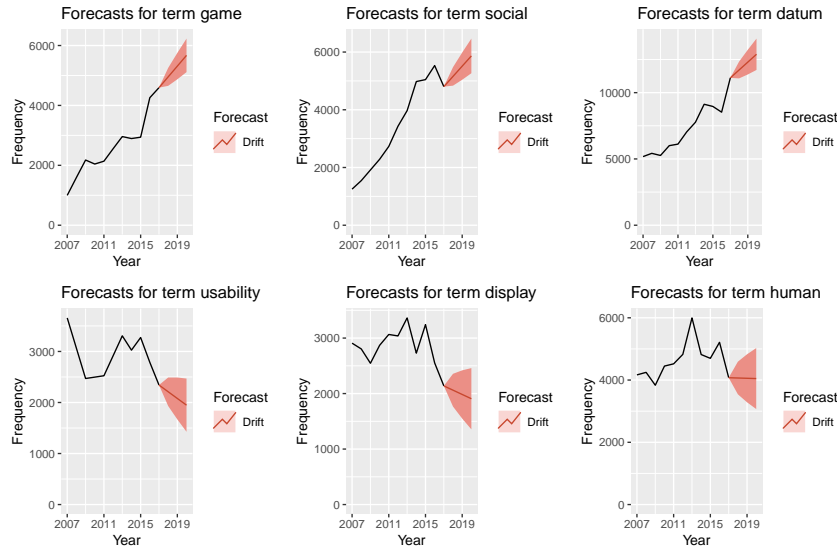 Forecasts for term game
Frequency
6000
4000
2000
0
2007
2011
2015
2019
Year
Forecast
Drift
Forecasts for term social
Frequency
6000
4000
2000
0
2007
2011
2015
2019
Year
Forecast
Drift
Forecasts for term datum
Frequency
10000
5000
0
2007
2011
2015
2019
Year
Forecast
Drift
Forecasts for term usability
Frequency
3000
2000
1000
0
2007
2011
2015
2019
Year
Forecast
Drift
Forecasts for term display
Frequency
3000
2000
1000
0
2007
2011
2015
2019
Year
Forecast
Drift
Forecasts for term human
Frequency
6000
4000
2000
0
2007
2011
2015
2019
Year
Forecast
Drift